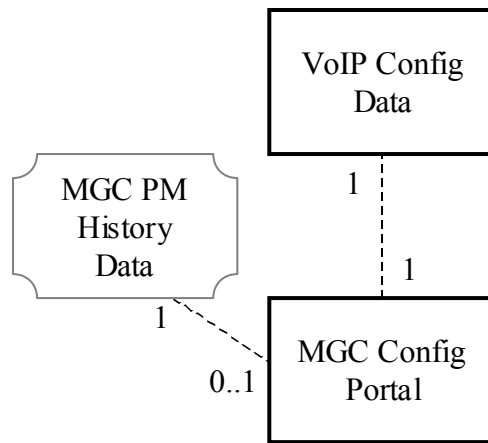 VoIP Config
Data
MGC PM
History
Data
1
1
1
0..1
MGC Config
Portal